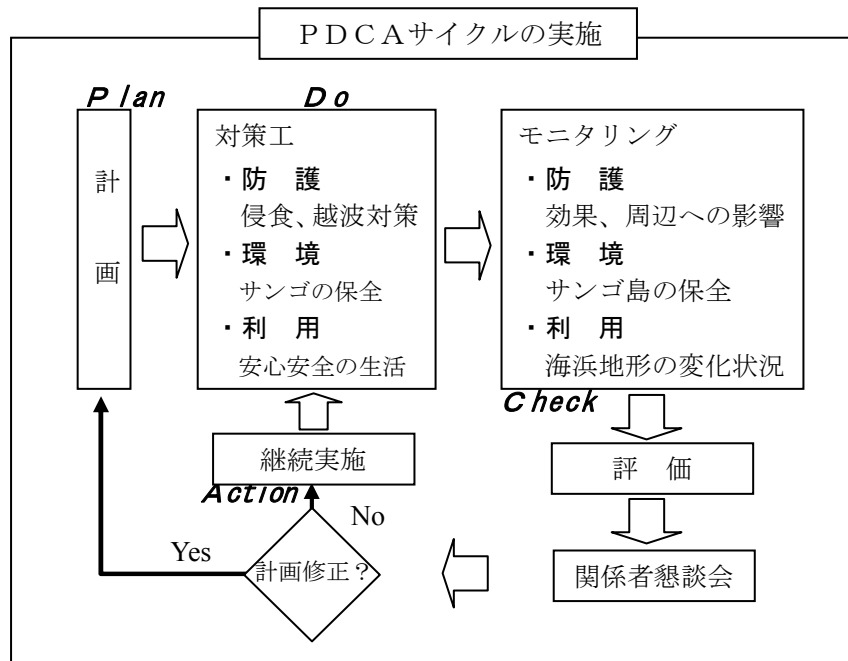 PDCAサイクルの実施
Plan
計
画
Do
対策工
・防　護
侵食、越波対策
・環　境
サンゴの保全
・利　用
安心安全の生活
モニタリング
・防　護
効果、周辺への影響
・環　境
サンゴ島の保全
・利　用
海浜地形の変化状況
Check
継続実施
Action
評　価
No
Yes
計画修正？
関係者懇談会